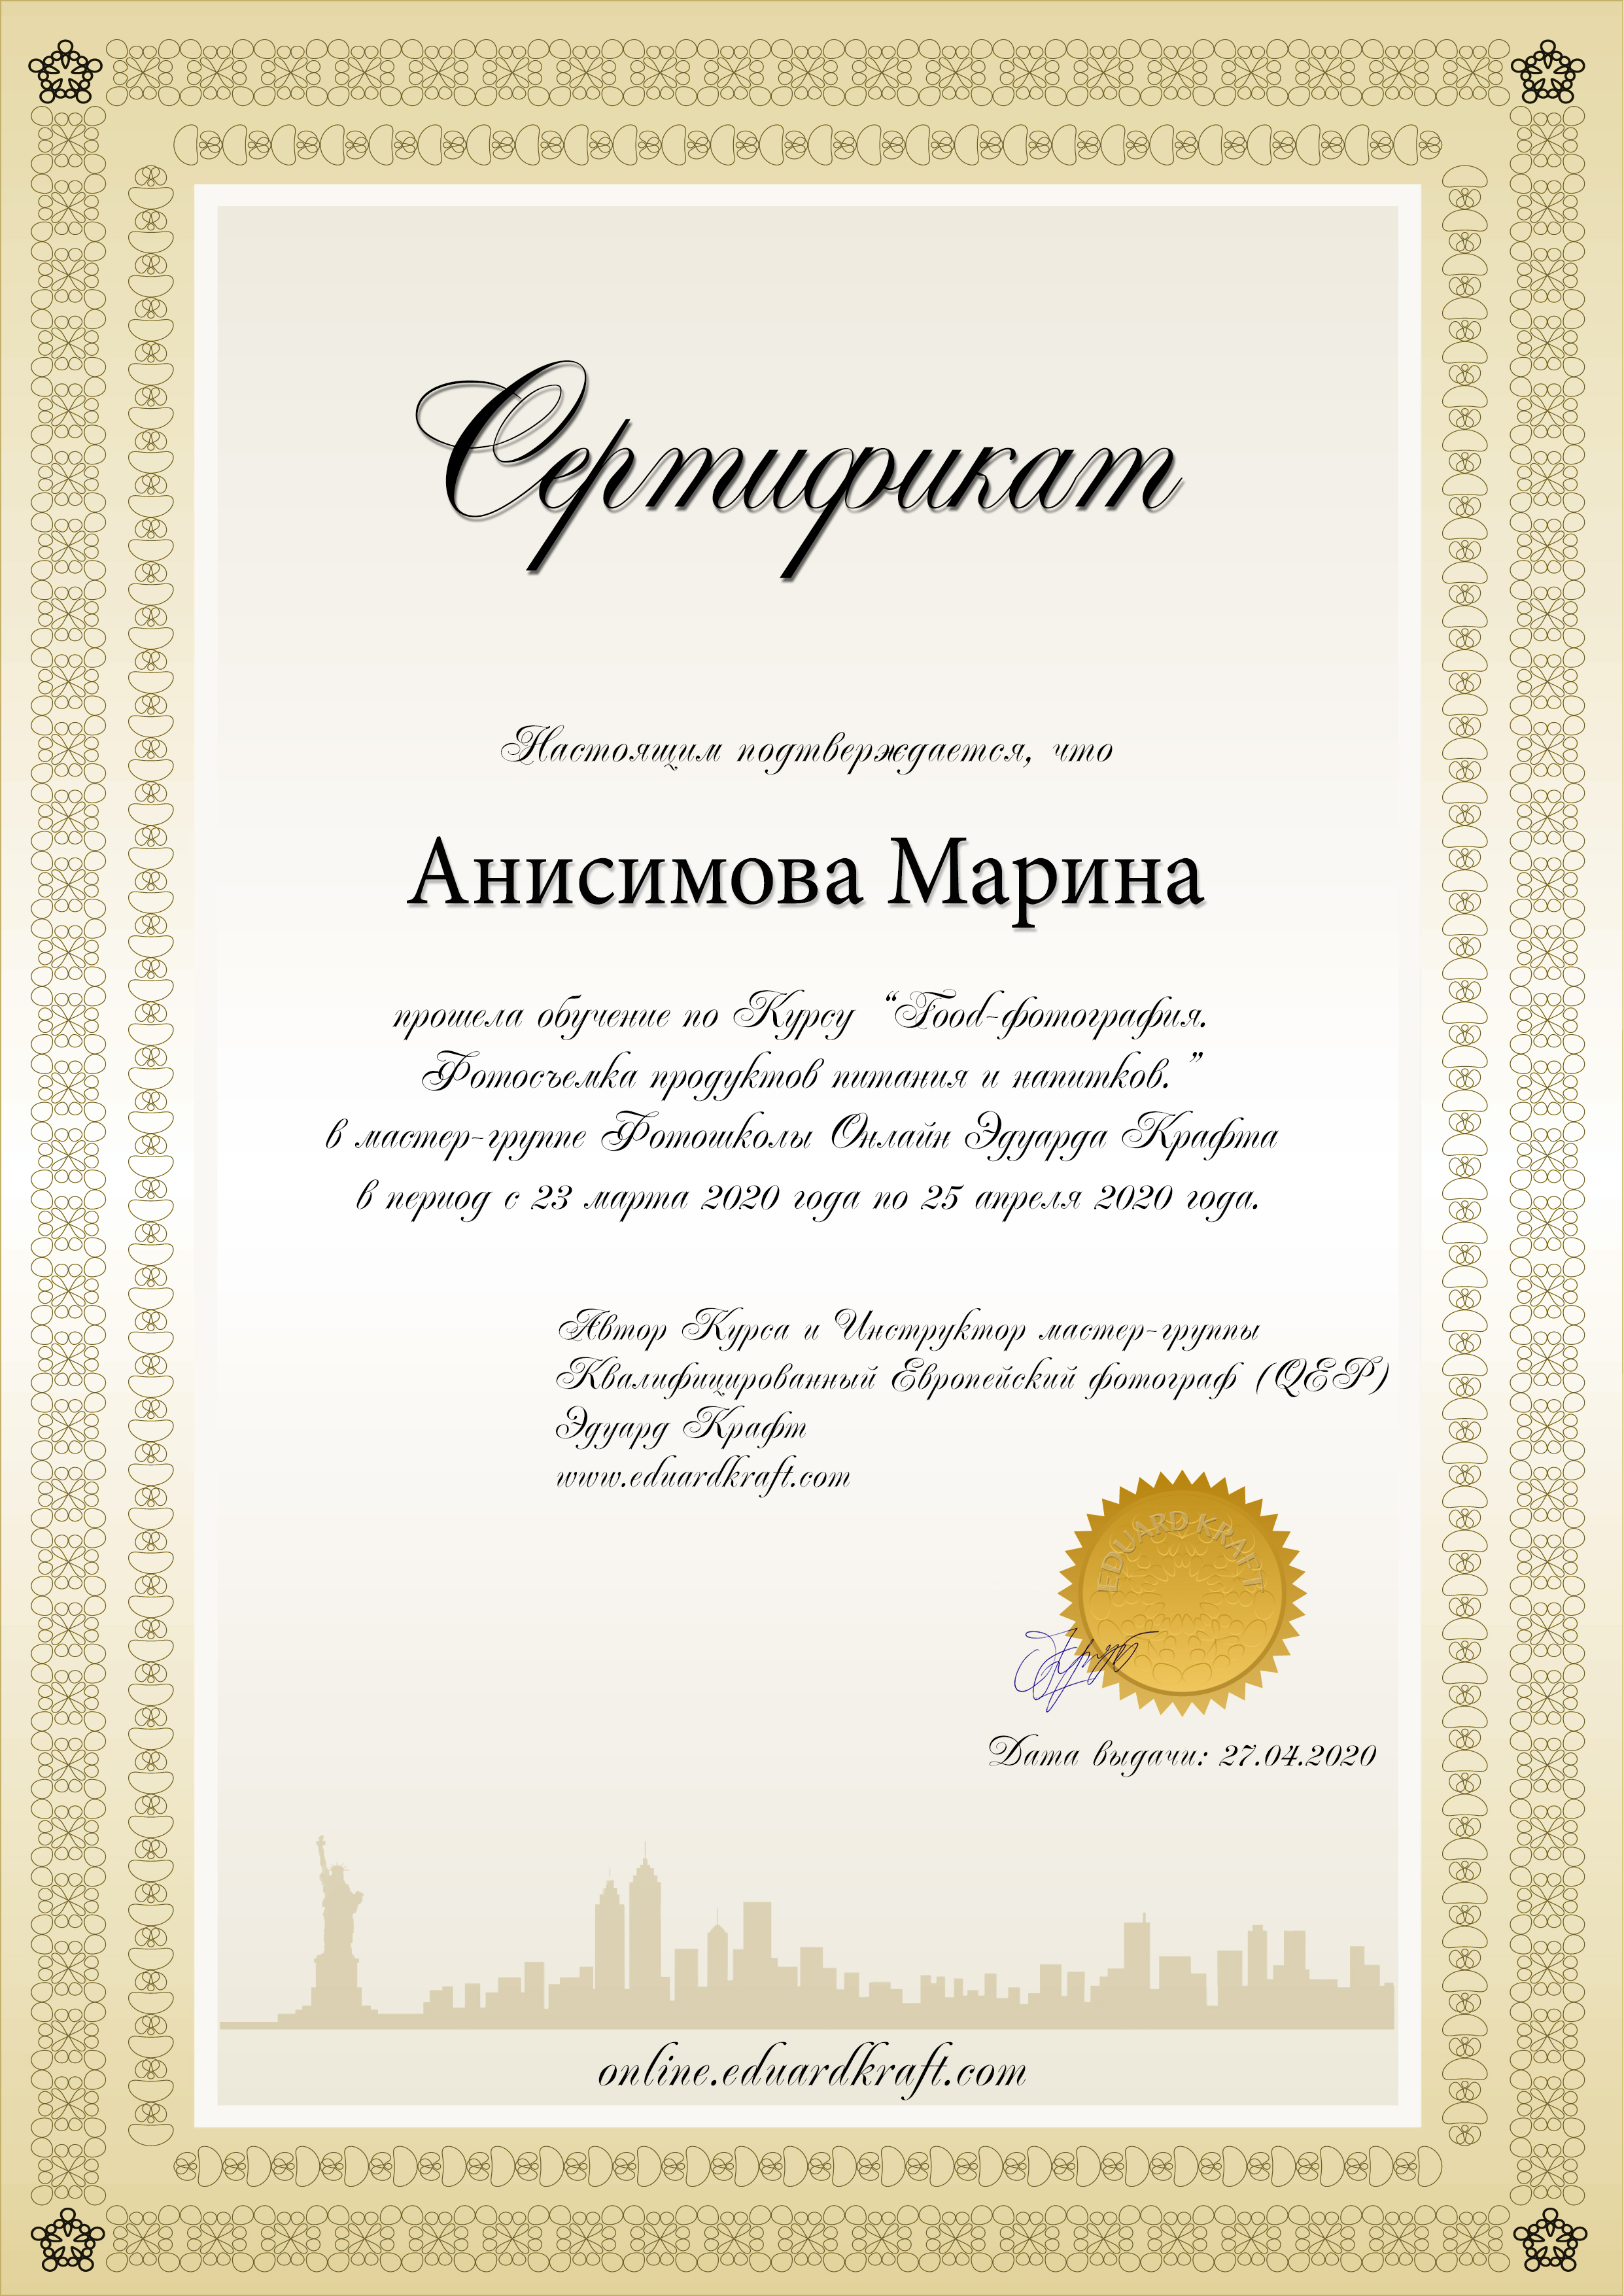 Сертификат
Настоящим подтверждается, что
Анисимова Марина
прошла обучение по Курсу “Food-фотография.
Фотосъемка продуктов питания и напитков.”
в мастер-группе Фотошколы Онлайн Эдуарда Крафта
в период с 23 марта 2020 года по 25 апреля 2020 года.
Автор Курса и Инструктор мастер-группы
Квалифицированный Европейский фотограф (QEP)
Эдуард Крафт
www.eduardkraft.com
EDUARD KRAFT
Дата выдачи: 27.04.2020
online.eduardkraft.com